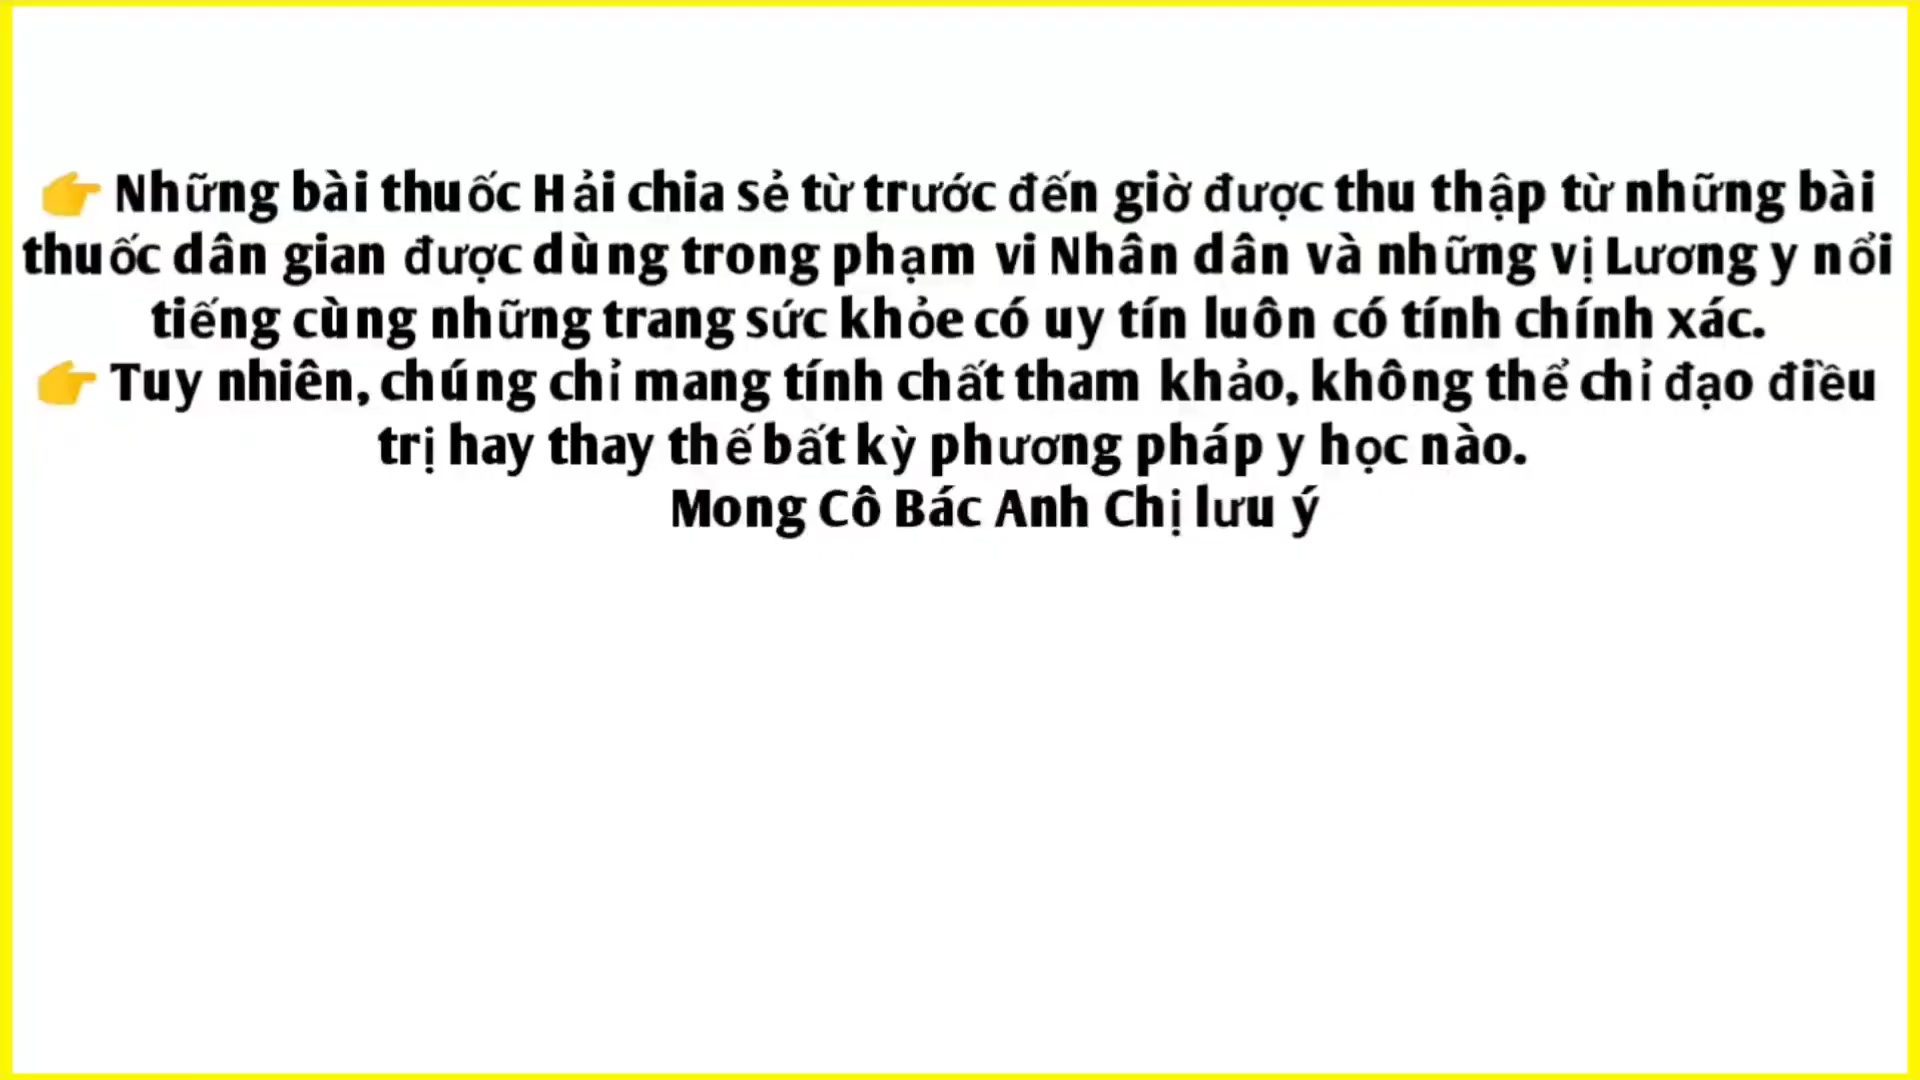 👉 Những bài thuốc Hải chia sẻ từ trước đến giờ được thu thập từ những bài
thuốc dân gian được dùng trong phạm vi Nhân dân và những vị Lương y nổi
tiếng cùng những trang sức khỏe có uy tín luôn có tính chính xác.
👉 Tuy nhiên, chúng chỉ mang tính chất tham khảo, không thể chỉ đạo điều
trị hay thay thế bất kỳ phương pháp y học nào.
Mong Cô Bác Anh Chị lưu ý